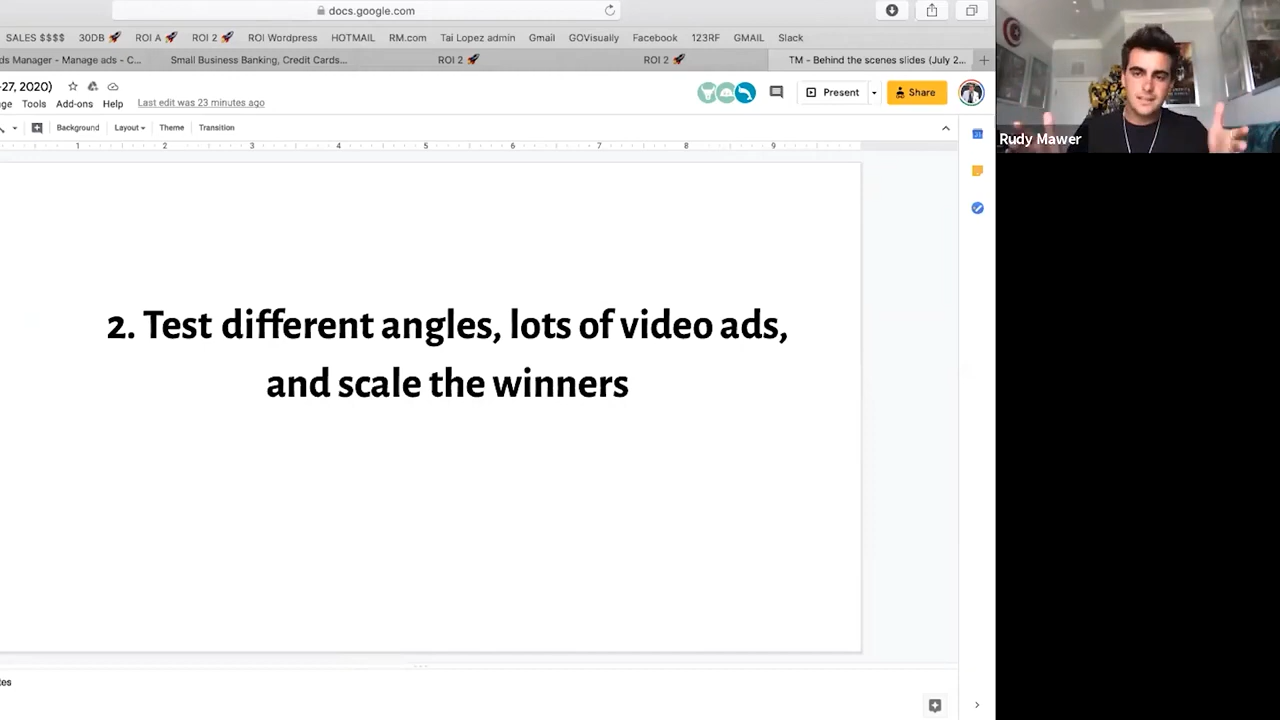 docs.google.com
SALES $$$$ 30DB 🚀 ROI A 🚀 ROI 2 🚀 ROI Wordpress HOTMAIL RM.com Tai Lopez admin Gmail GOVisually Facebook 123RF GMAIL Slack
ds Manager - Manage ads - C... Small Business Banking, Credit Cards... ROI 2 🚀 ROI 2 🚀 TM - Behind the scenes slides (July 2... +
-27, 2020)
ge Tools Add-ons Help Last edit was 23 minutes ago
Present Share
Background Layout Theme Transition
1 2 3 4 5 6 7 8 9
31
Rudy Mawer
2. Test different angles, lots of video ads,
and scale the winners
tes